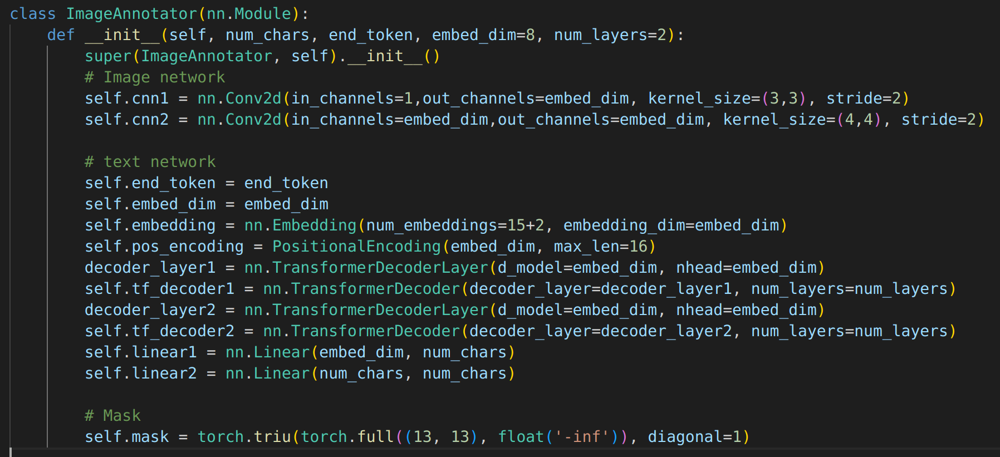 class ImageAnnotator(nn.Module):
    def __init__(self, num_chars, end_token, embed_dim=8, num_layers=2):
        super(ImageAnnotator, self).__init__()
        # Image network
        self.cnn1 = nn.Conv2d(in_channels=1,out_channels=embed_dim, kernel_size=(3,3), stride=2)
        self.cnn2 = nn.Conv2d(in_channels=embed_dim,out_channels=embed_dim, kernel_size=(4,4), stride=2)

        # text network
        self.end_token = end_token
        self.embed_dim = embed_dim
        self.embedding = nn.Embedding(num_embeddings=15+2, embedding_dim=embed_dim)
        self.pos_encoding = PositionalEncoding(embed_dim, max_len=16)
        decoder_layer1 = nn.TransformerDecoderLayer(d_model=embed_dim, nhead=embed_dim)
        self.tf_decoder1 = nn.TransformerDecoder(decoder_layer=decoder_layer1, num_layers=num_layers)
        decoder_layer2 = nn.TransformerDecoderLayer(d_model=embed_dim, nhead=embed_dim)
        self.tf_decoder2 = nn.TransformerDecoder(decoder_layer=decoder_layer2, num_layers=num_layers)
        self.linear1 = nn.Linear(embed_dim, num_chars)
        self.linear2 = nn.Linear(num_chars, num_chars)

        # Mask
        self.mask = torch.triu(torch.full((13, 13), float('-inf')), diagonal=1)